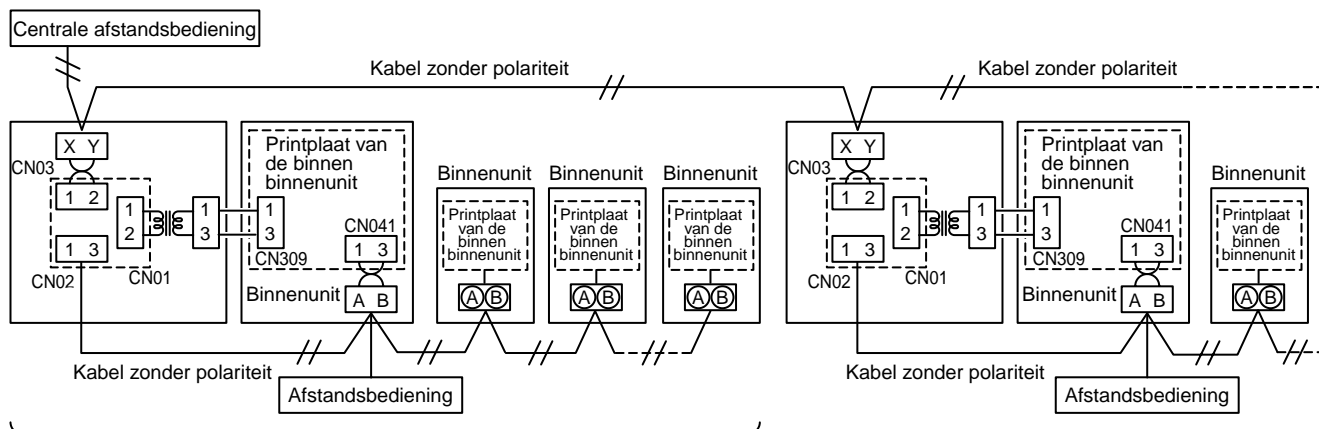 Centrale afstandsbediening
Kabel zonder polariteit
Kabel zonder polariteit
X Y
CN03
1 2
1
2
1
3
1 3
CN02
CN01
Printplaat van
de binnen
binnenunit
1
3
CN309
CN041
1 3
Binnenunit
A B
Binnenunit
Printplaat
van de
binnen
binnenunit
A B
Binnenunit
Printplaat
van de
binnen
binnenunit
A B
Binnenunit
Printplaat
van de
binnen
binnenunit
A B
Kabel zonder polariteit
Afstandsbediening
X Y
CN03
1 2
1
2
1
3
1 3
CN02
CN01
Printplaat van
de binnen
binnenunit
1
3
CN309
CN041
1 3
Binnenunit
A B
Binnenunit
Printplaat
van de
binnen
binnenunit
A B
Kabel zonder polariteit
Afstandsbediening